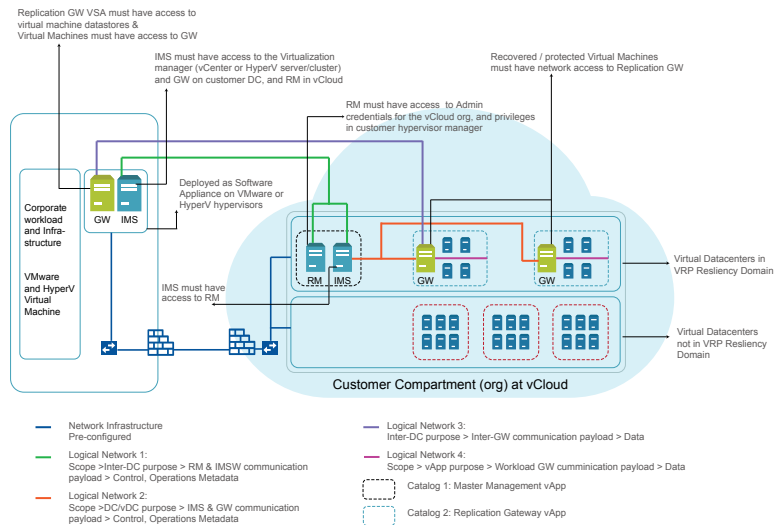 Replication GW VSA must have access to
virtual machine datastores &
Virtual Machines must have access to GW
IMS must have access to the Virtualization
manager (vCenter or HyperV server/cluster)
and GW on customer DC, and RM in vCloud
Recovered / protected Virtual Machines
must have network access to Replication GW
RM must have access to Admin
credentials for the vCloud org, and privileges
in customer hypervisor manager
Deployed as Software
Appliance on VMware or
HyperV hypervisors
GW
IMS
Corporate
workload
and Infra-
structure
VMware
and HyperV
Virtual
Machine
RM
IMS
GW
GW
IMS must have
access to RM
Virtual Datacenters in
VRP Resliency Domain
Virtual Datacenters
not in VRP Resliency
Domain
Customer Compartment (org) at vCloud
Network Infrastructure
Pre-configured
Logical Network 1:
Scope >Inter-DC purpose > RM & IMSW communication
payload > Control, Operations Metadata
Logical Network 2:
Scope >DC/vDC purpose > IMS & GW communication
payload > Control, Operations Metadata
Logical Network 3:
Inter-DC purpose > Inter-GW communication payload > Data
Logical Network 4:
Scope > vApp purpose > Workload GW cumminication payload > Data
Catalog 1: Master Management vApp
Catalog 2: Replication Gateway vApp